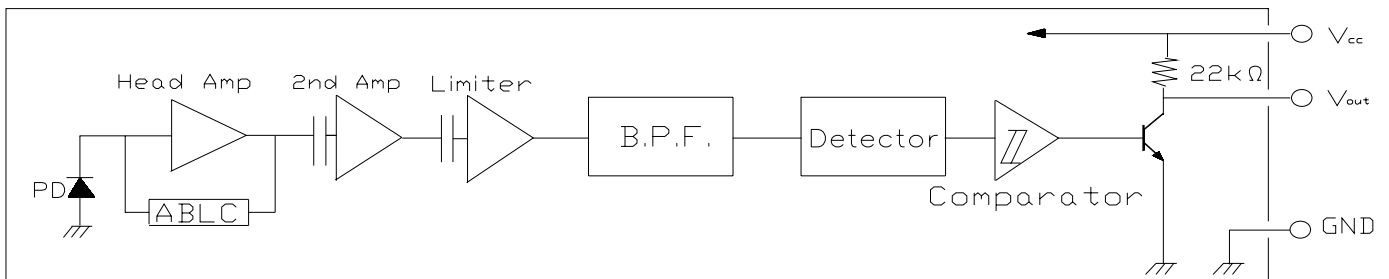 Head Amp
2nd Amp
Limiter
B.P.F.
Detector
Comparator
PD
ABLC
22kΩ
Vcc
Vout
GND